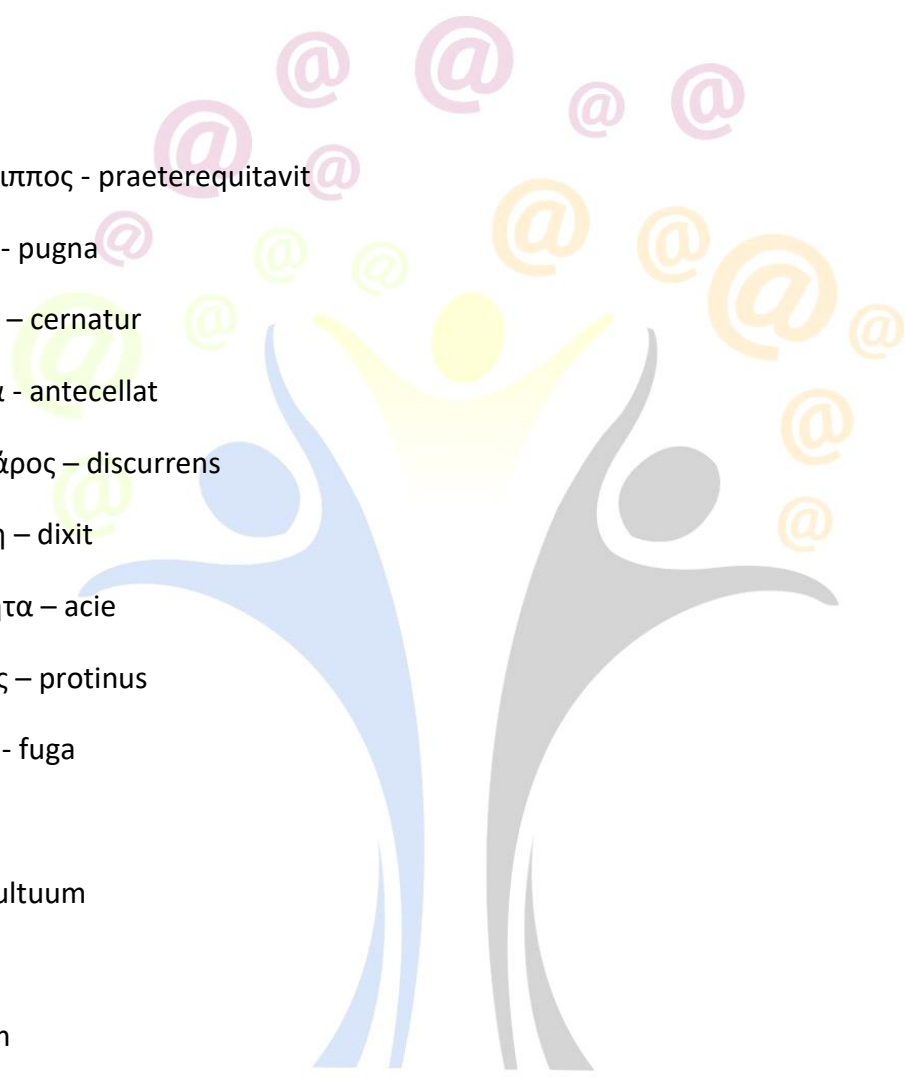 ιππος - praeterequitavit
- pugna
– cernatur
α - antecellat
άρος – discurrens
η – dixit
ητα – acie
ς – protinus
- fuga
ultuum